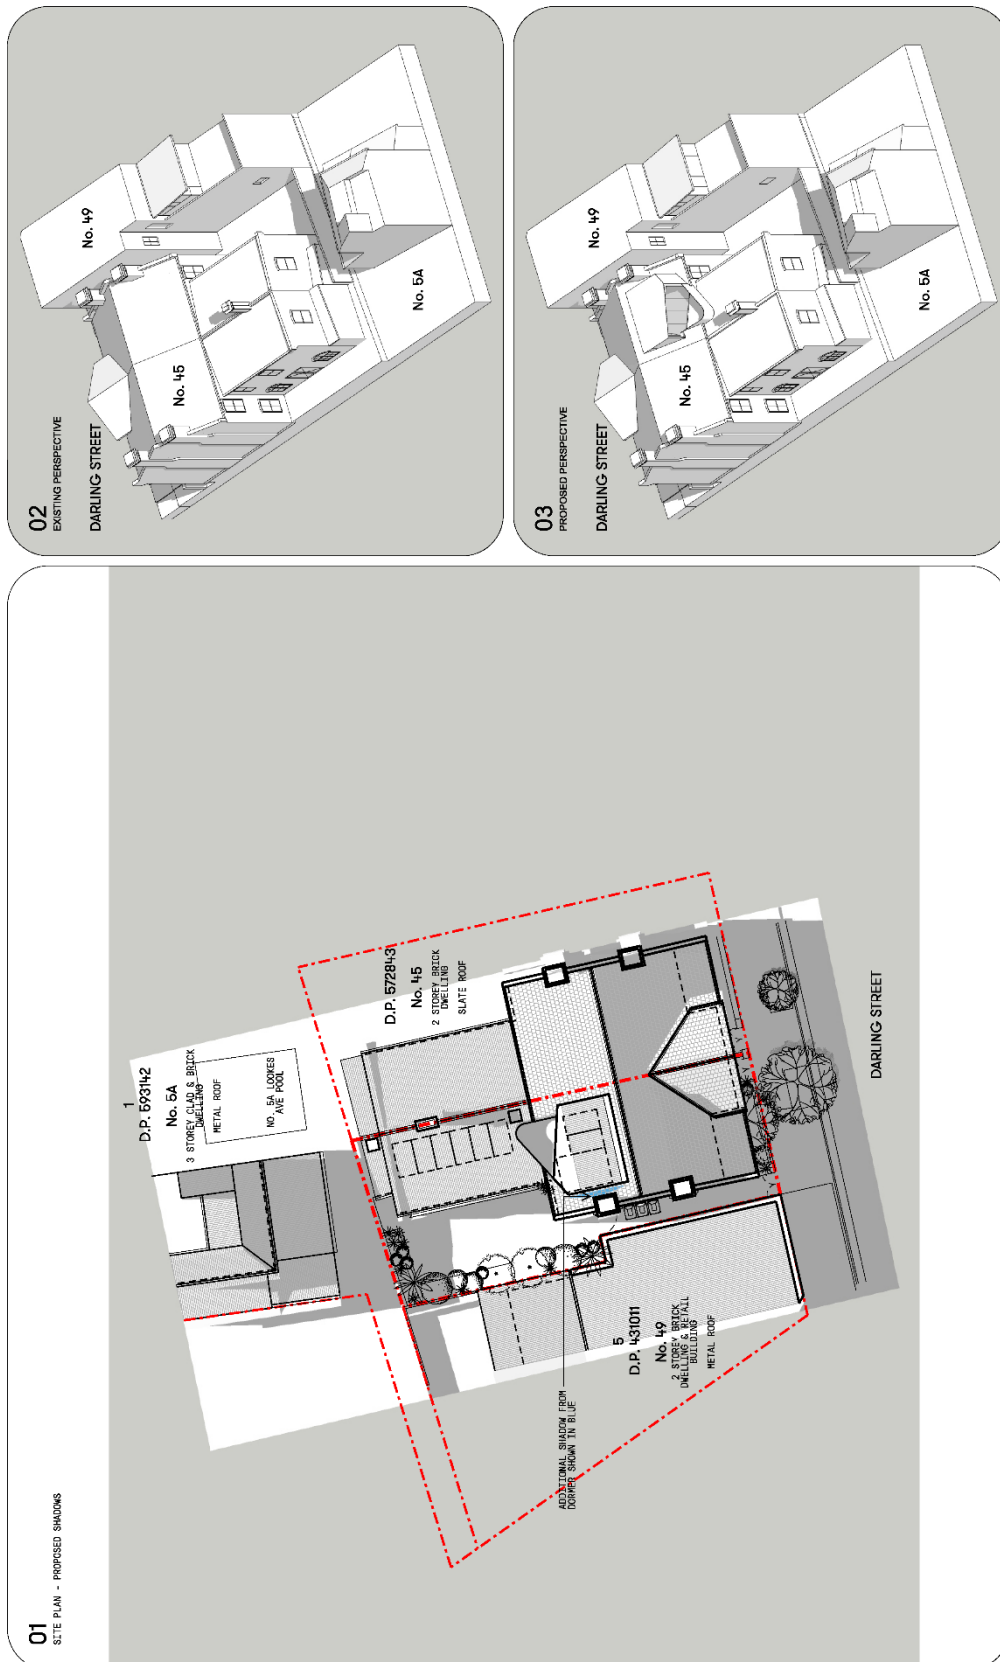 01
SITE PLAN - PROPOSED SHADOWS
1
D.P. 593142
No. 5A
3 STOREY CLAD & BRICK
DWELLING
METAL ROOF
NO. 5A LOOKES
AVE POOL
D.P. 572843
No. 45
2 STOREY BRICK
DWELLING
SLATE ROOF
ADDITIONAL SHADOW FROM
DORMER SHOWN IN BLUE
5
D.P. 431011
No. 49
2 STOREY BRICK
DWELLING & RETAIL
BUILDING
METAL ROOF
DARLING STREET
02
EXISTING PERSPECTIVE
DARLING STREET
No. 49
No. 45
No. 5A
03
PROPOSED PERSPECTIVE
DARLING STREET
No. 49
No. 45
No. 5A